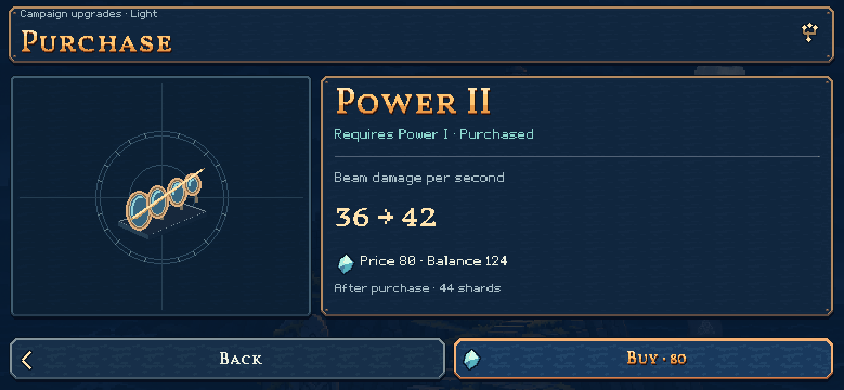 Campaign upgrades · Light
Purchase
Power II
Requires Power I · Purchased
Beam damage per second
36 → 42
Price 80 · Balance 124
After purchase · 44 shards
Back
Buy · 80